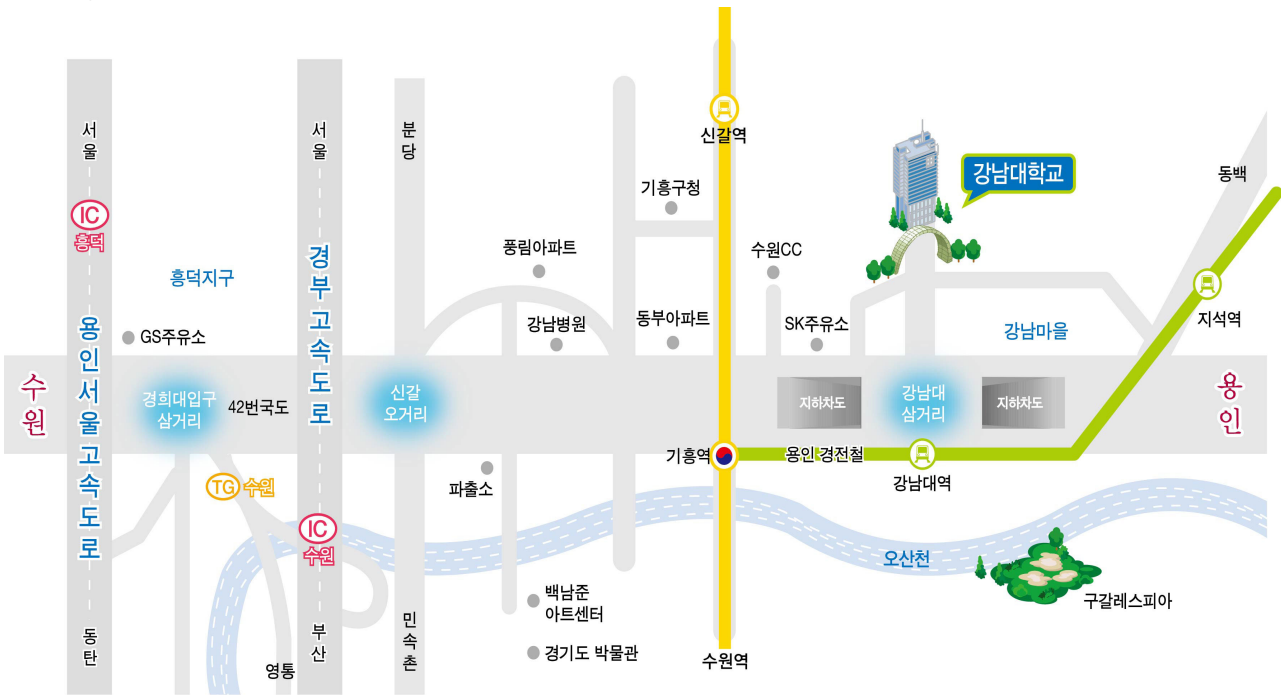 서울
서울
분당
신갈역
강남대학교
동백
기흥구청
IC
흥덕
풍림아파트
수원CC
흥덕지구
경부고속도로
강남병원
동부아파트
SK주유소
강남마을
지석역
GS주유소
용인서울고속도로
수원
경희대입구
삼거리
42번국도
신갈
오거리
지하차도
강남대
삼거리
지하차도
용인
기흥역
용인 경전철
강남대역
TG 수원
파출소
IC
수원
오산천
백남준
아트센터
구갈레스피아
동탄
영통
부산
민속촌
경기도 박물관
수원역